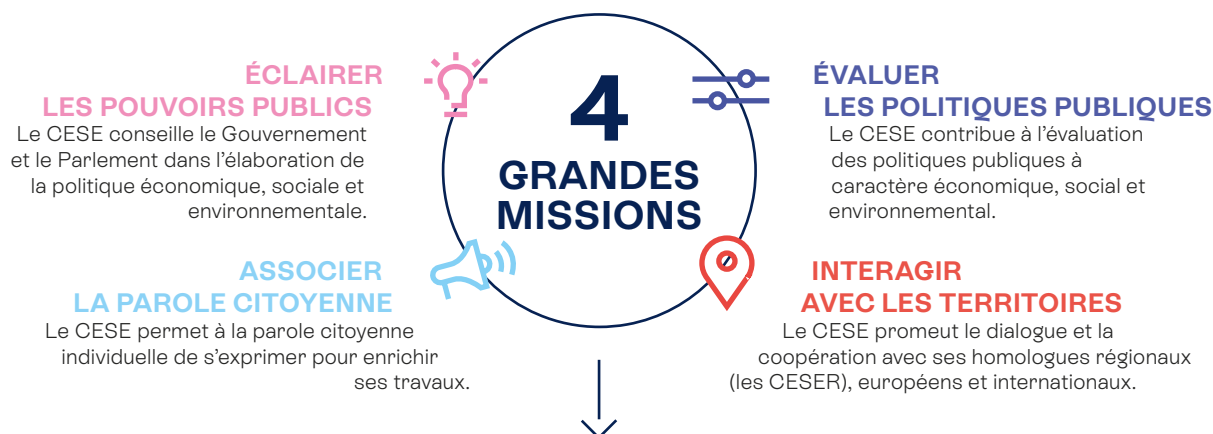 4
GRANDES
MISSIONS
ÉCLAIRER
LES POUVOIRS PUBLICS
Le CESE conseille le Gouvernement
et le Parlement dans l’élaboration de
la politique économique, sociale et
environnementale.
ÉVALUER
LES POLITIQUES PUBLIQUES
Le CESE contribue à l’évaluation
des politiques publiques à
caractère économique, social et
environnemental.
ASSOCIER
LA PAROLE CITOYENNE
Le CESE permet à la parole citoyenne
individuelle de s’exprimer pour enrichir
ses travaux.
INTERAGIR
AVEC LES TERRITOIRES
Le CESE promeut le dialogue et la
coopération avec ses homologues régionaux
(les CESER), européens et internationaux.